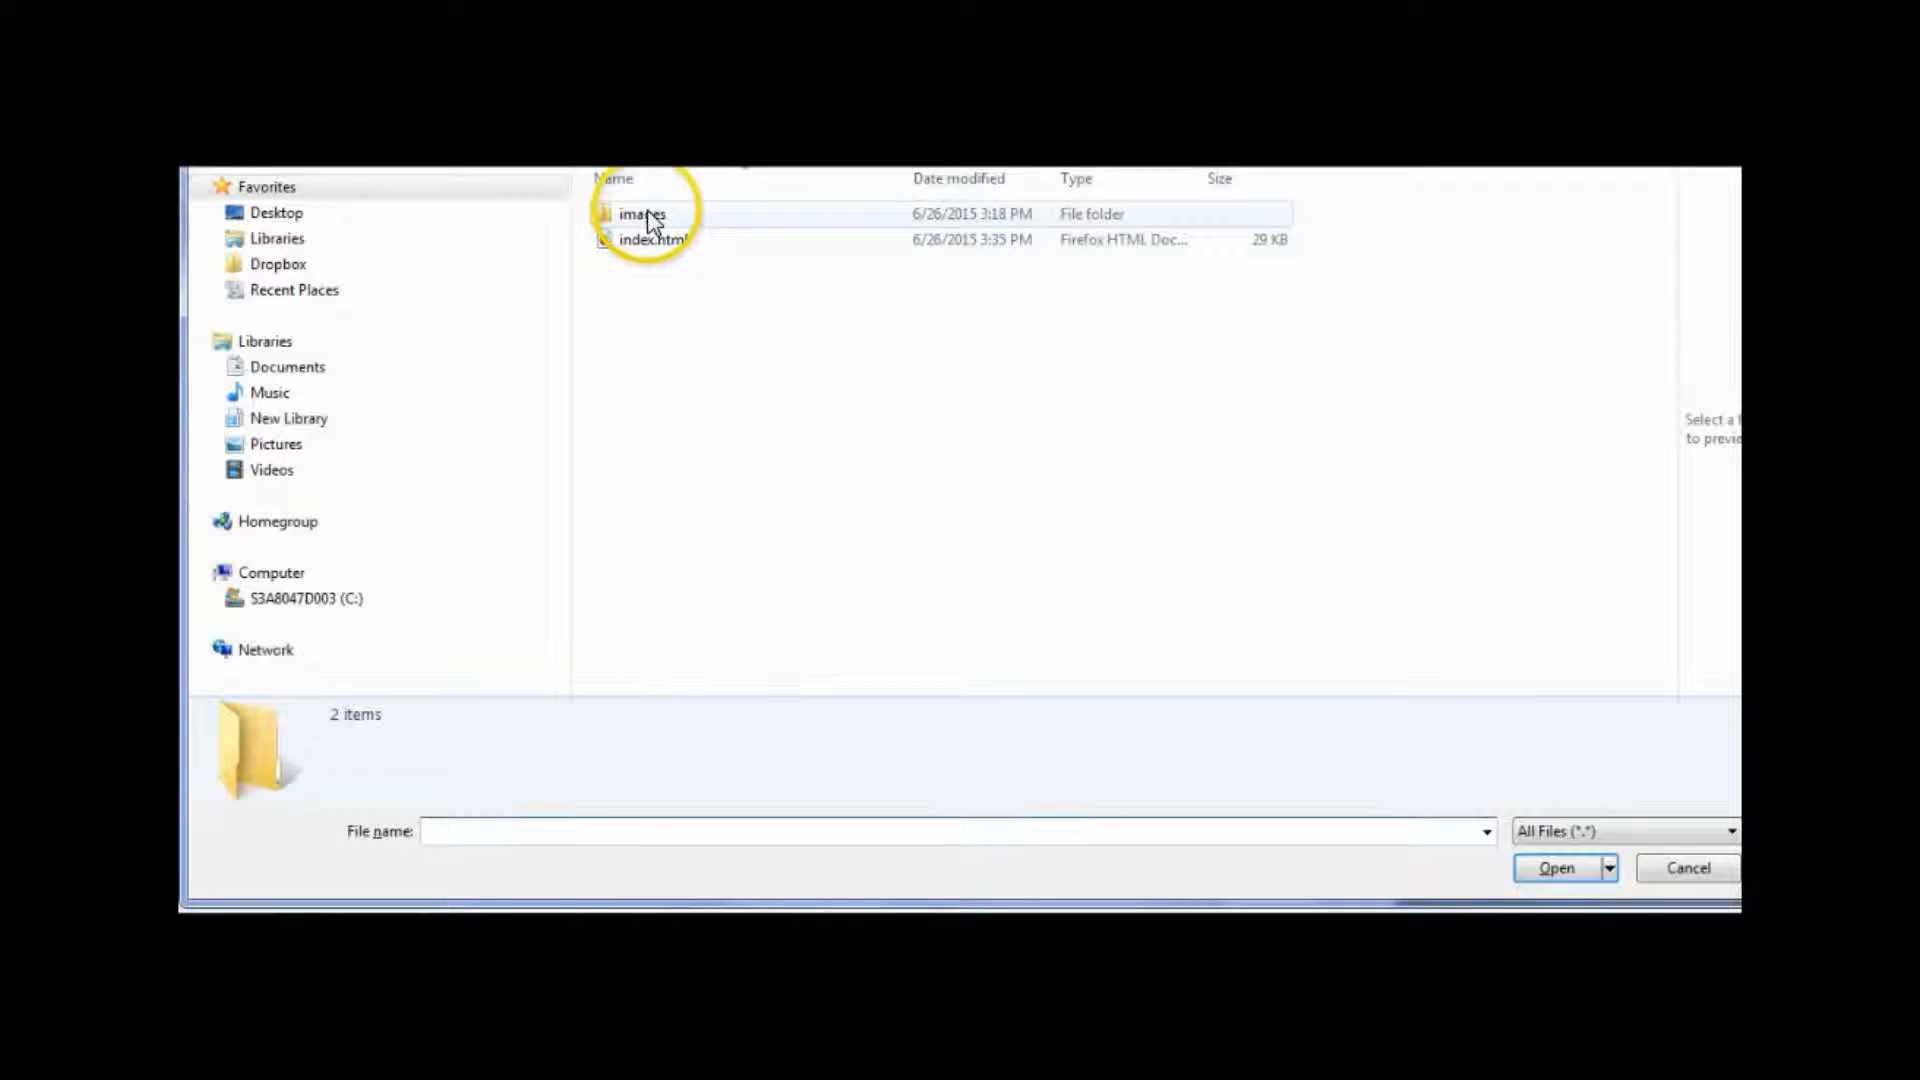 Favorites
Desktop
Libraries
Dropbox
Recent Places
Libraries
Documents
Music
New Library
Pictures
Videos
Homegroup
Computer
S3A8047D003 (C:)
Network
Name Date modified Type Size
images 6/26/2015 3:18 PM File folder
index.html 6/26/2015 3:35 PM Firefox HTML Doc... 29 KB
Select a
to previe
2 items
File name: All Files (*.*)
Open Cancel